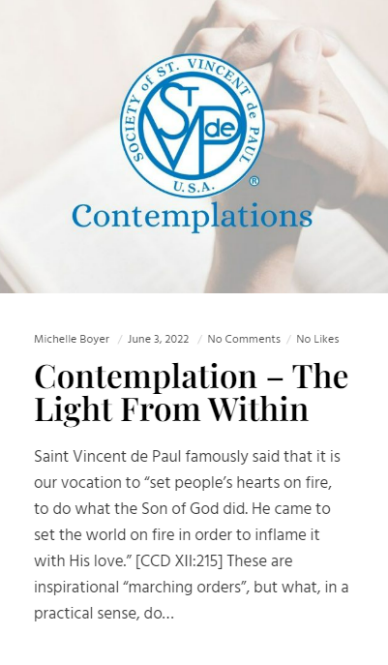 SOCIETY of ST. VINCENT de PAUL
ST
V de P
U.S.A.
®
Contemplations
Michelle Boyer / June 3, 2022 / No Comments / No Likes
Contemplation – The
Light From Within
Saint Vincent de Paul famously said that it is
our vocation to “set people’s hearts on fire,
to do what the Son of God did. He came to
set the world on fire in order to inflame it
with His love.” [CCD XII:215] These are
inspirational “marching orders”, but what, in a
practical sense, do…